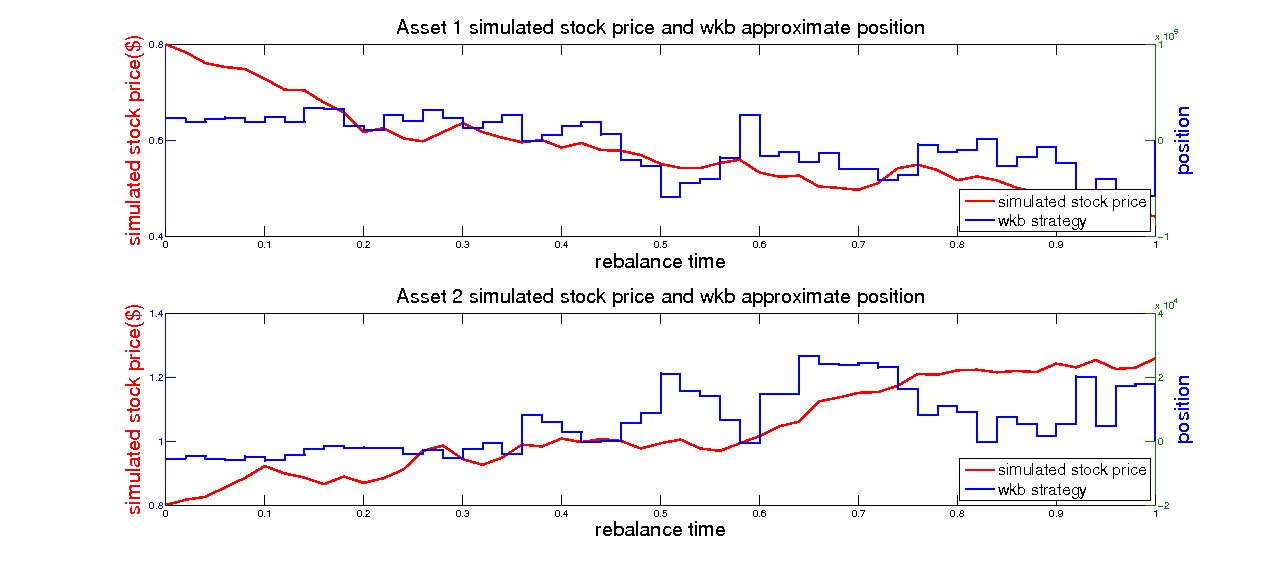 Asset 1 simulated stock price and wkb approximate position
x 10^5
0.8
0.6
0.4
simulated stock price($)
1
0
-1
position
0
0.1
0.2
0.3
0.4
0.5
0.6
0.7
0.8
0.9
1
rebalance time
simulated stock price
wkb strategy
Asset 2 simulated stock price and wkb approximate position
x 10^4
1.4
1.2
1
0.8
simulated stock price($)
4
2
0
-2
position
0
0.1
0.2
0.3
0.4
0.5
0.6
0.7
0.8
0.9
1
rebalance time
simulated stock price
wkb strategy